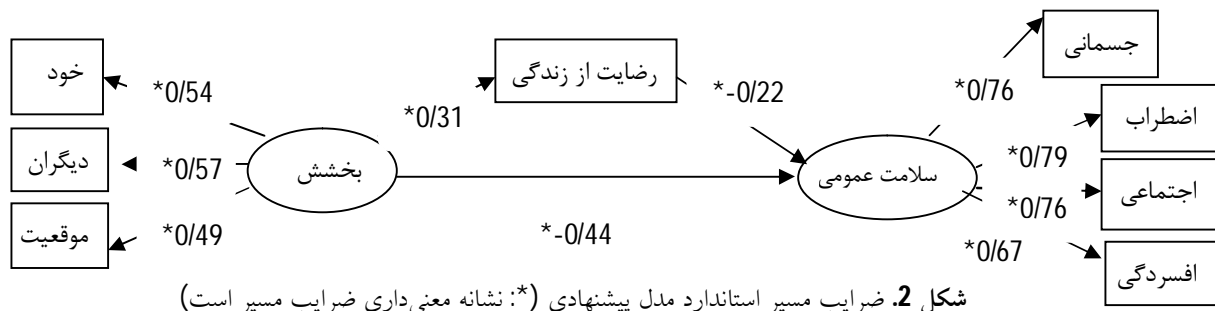 جسمانی
رضایت از زندگی
خود
*0/54
*0/31
*-0/22
*0/76
اضطراب
دیگران
*0/57
بخشش
سلامت عمومی
*0/79
اجتماعی
*0/76
موقعیت
*0/49
*-0/44
*0/67
افسردگی
شکل 2. ضرایب مسیر استاندارد مدل پیشنهادی (*: نشانه معنی‌داری ضرایب مسیر است)